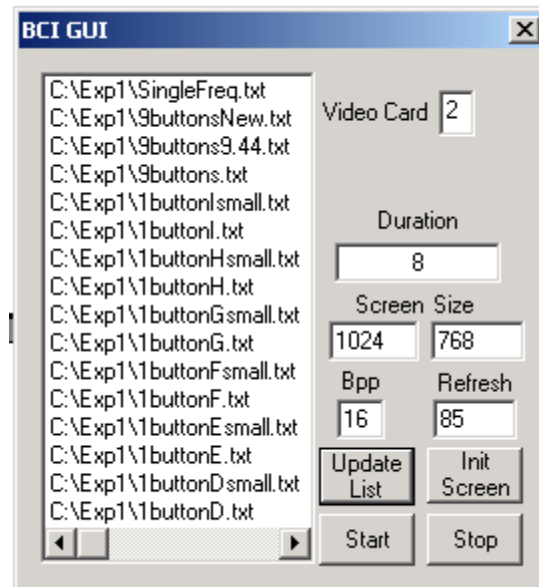 BCI GUI
C:\Exp1\SingleFreq.txt
C:\Exp1\9buttonsNew.txt
C:\Exp1\9buttons9.44.txt
C:\Exp1\9buttons.txt
C:\Exp1\1buttonIsmall.txt
C:\Exp1\1buttonI.txt
C:\Exp1\1buttonHsmall.txt
C:\Exp1\1buttonH.txt
C:\Exp1\1buttonGsmall.txt
C:\Exp1\1buttonG.txt
C:\Exp1\1buttonFsmall.txt
C:\Exp1\1buttonF.txt
C:\Exp1\1buttonEsmall.txt
C:\Exp1\1buttonE.txt
C:\Exp1\1buttonDsmall.txt
C:\Exp1\1buttonD.txt
Video Card 2
Duration
8
Screen Size
1024 768
Bpp Refresh
16 85
Update
List
Init
Screen
Start Stop